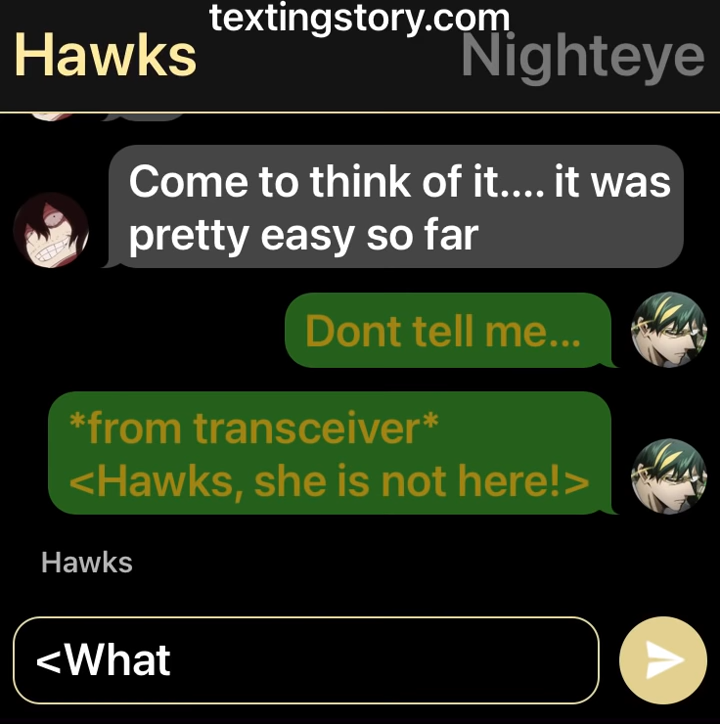 textingstory.com
Hawks
Nighteye
Come to think of it.... it was
pretty easy so far
Dont tell me...
*from transceiver*
<Hawks, she is not here!>
Hawks
<What